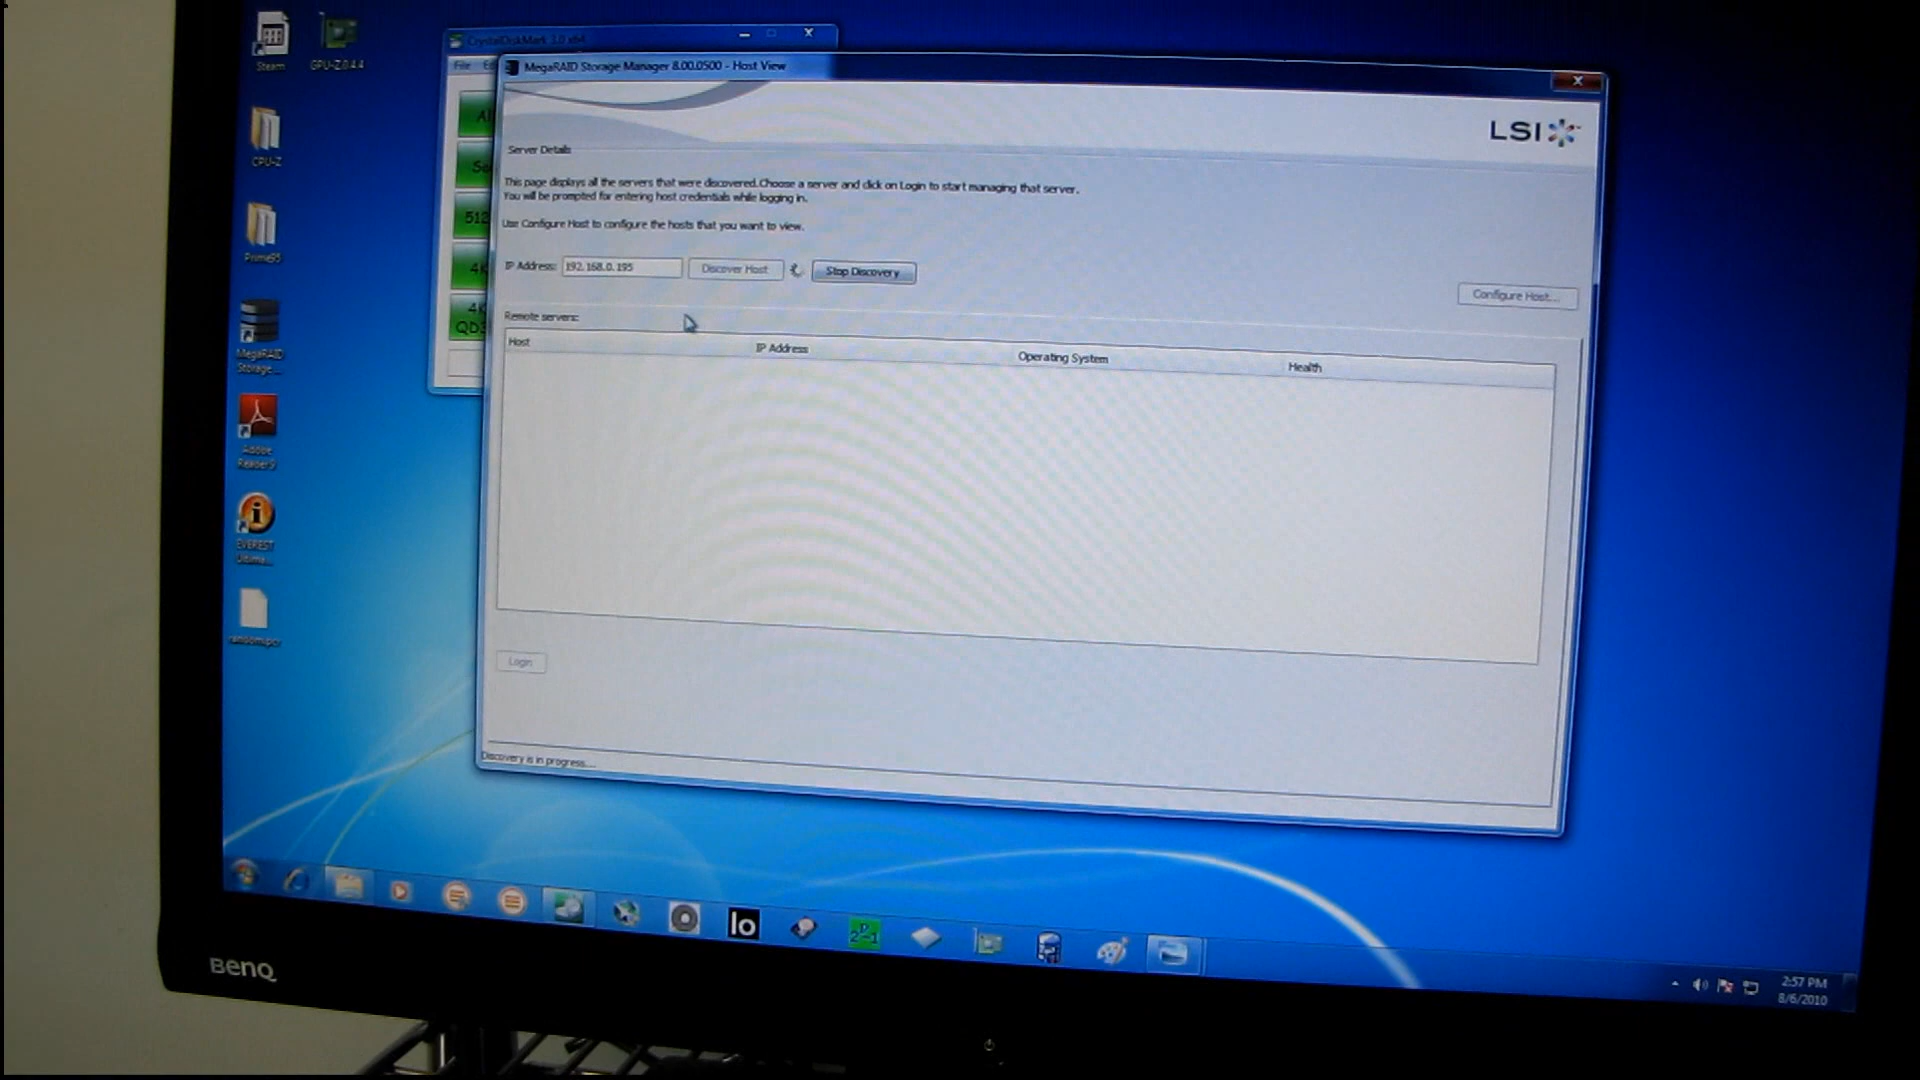 Steam
GPU-Z.0.4.4
CPU-Z
Prime95
MegaRAID
Storage...
Adobe
Reader 9
EVEREST
Ultima...
CrystalDiskMark 3.0 x64
File
All
512
4K
4K
MegaRAID Storage Manager 8.00.0500 - Host View
LSI
Server Details
This page displays all the servers that were discovered.Choose a server and click on Login to start managing that server.
You will be prompted for entering host credentials while logging in.
Use Configure Host to configure the hosts that you want to view.
IP Address: 192.168.0.195 Discover Host Stop Discovery
Configure Host...
Remote servers:
Host IP Address Operating System Health
Login
Discovery is in progress....
Io
2P-1
2:57 PM
8/6/2010
BenQ